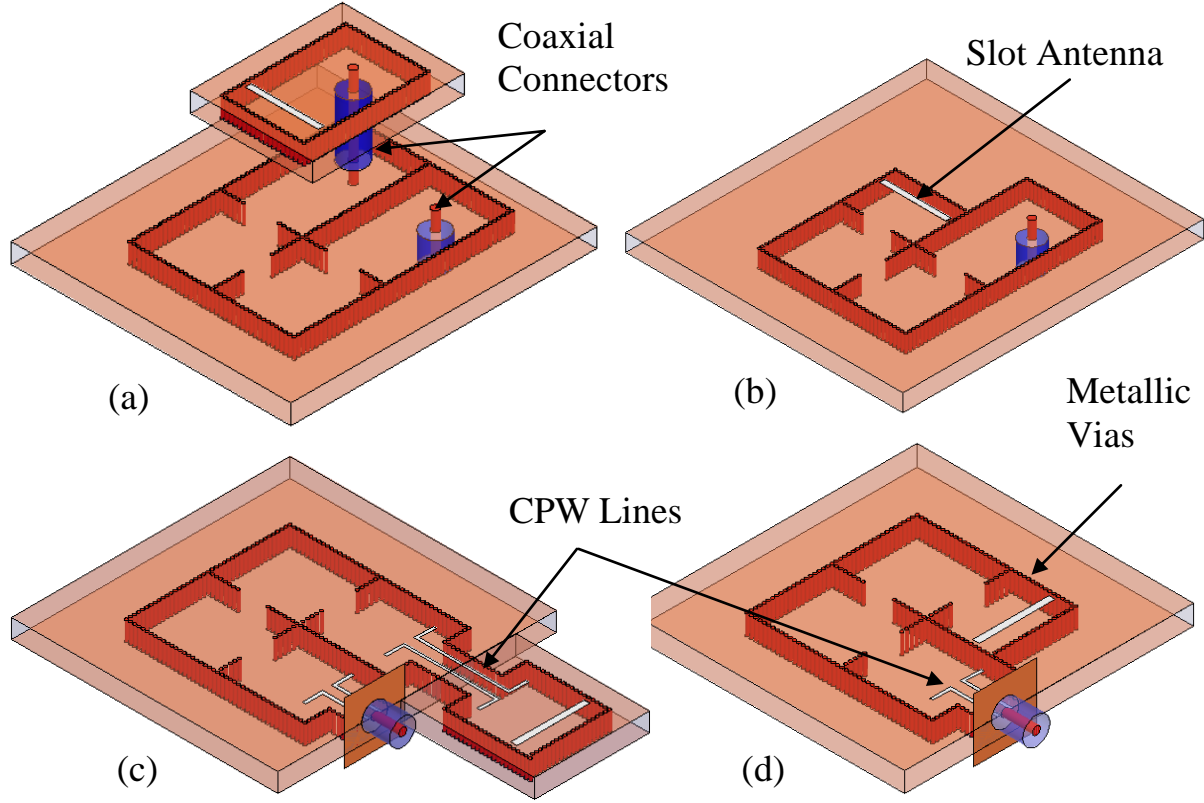 Coaxial
Connectors
Slot Antenna
(a)
(b)
Metallic
Vias
CPW Lines
(c)
(d)